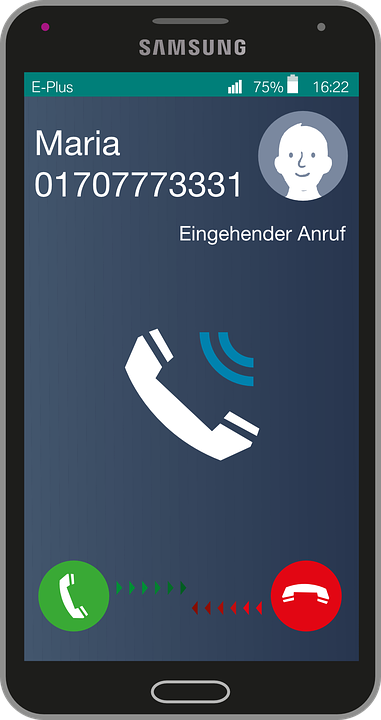 SAMSUNG
E-Plus 75% 16:22
Maria
01707773331
Eingehender Anruf